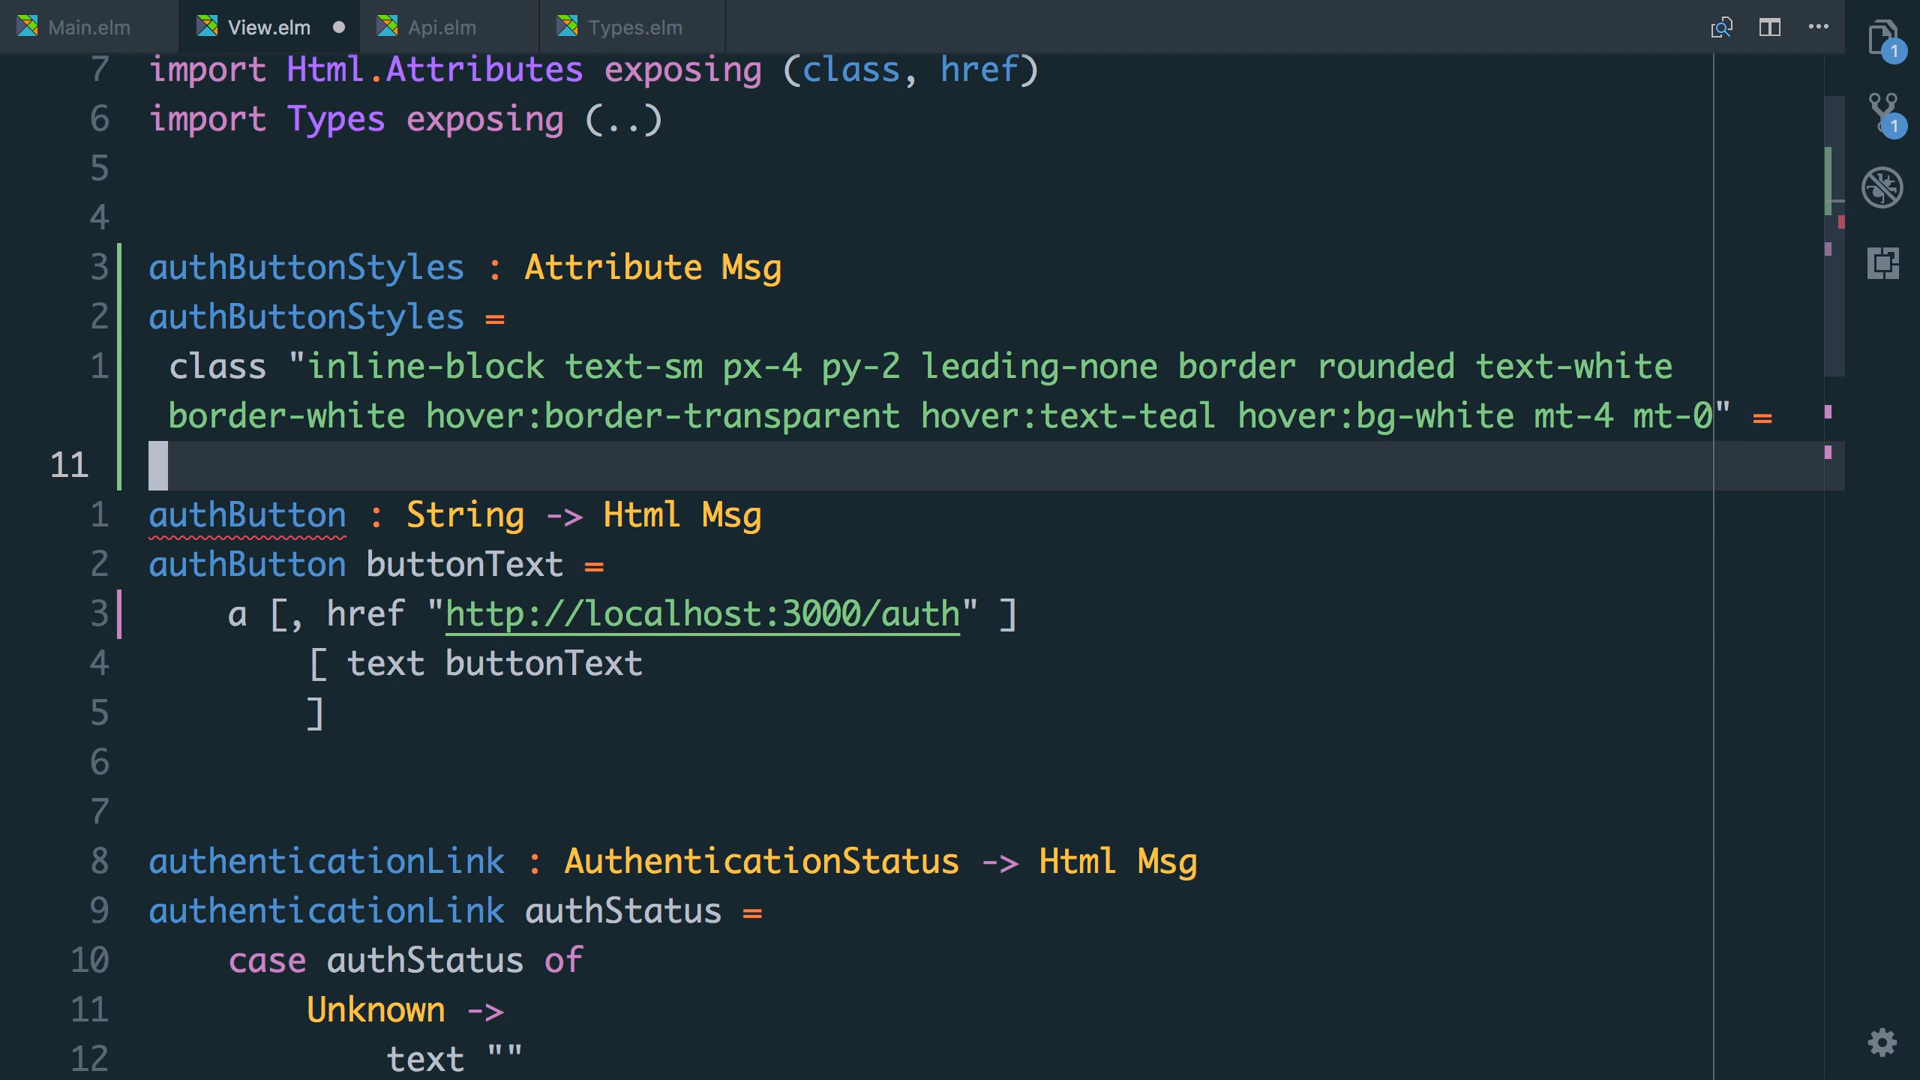 Main.elm View.elm Api.elm Types.elm
7 import Html.Attributes exposing (class, href)
6 import Types exposing (..)
5
4
3 authButtonStyles : Attribute Msg
2 authButtonStyles =
1 class "inline-block text-sm px-4 py-2 leading-none border rounded text-white
border-white hover:border-transparent hover:text-teal hover:bg-white mt-4 mt-0" =
11
1 authButton : String -> Html Msg
2 authButton buttonText =
3 a [, href "http://localhost:3000/auth" ]
4 [ text buttonText
5 ]
6
7
8 authenticationLink : AuthenticationStatus -> Html Msg
9 authenticationLink authStatus =
10 case authStatus of
11 Unknown ->
12 text ""
1
1